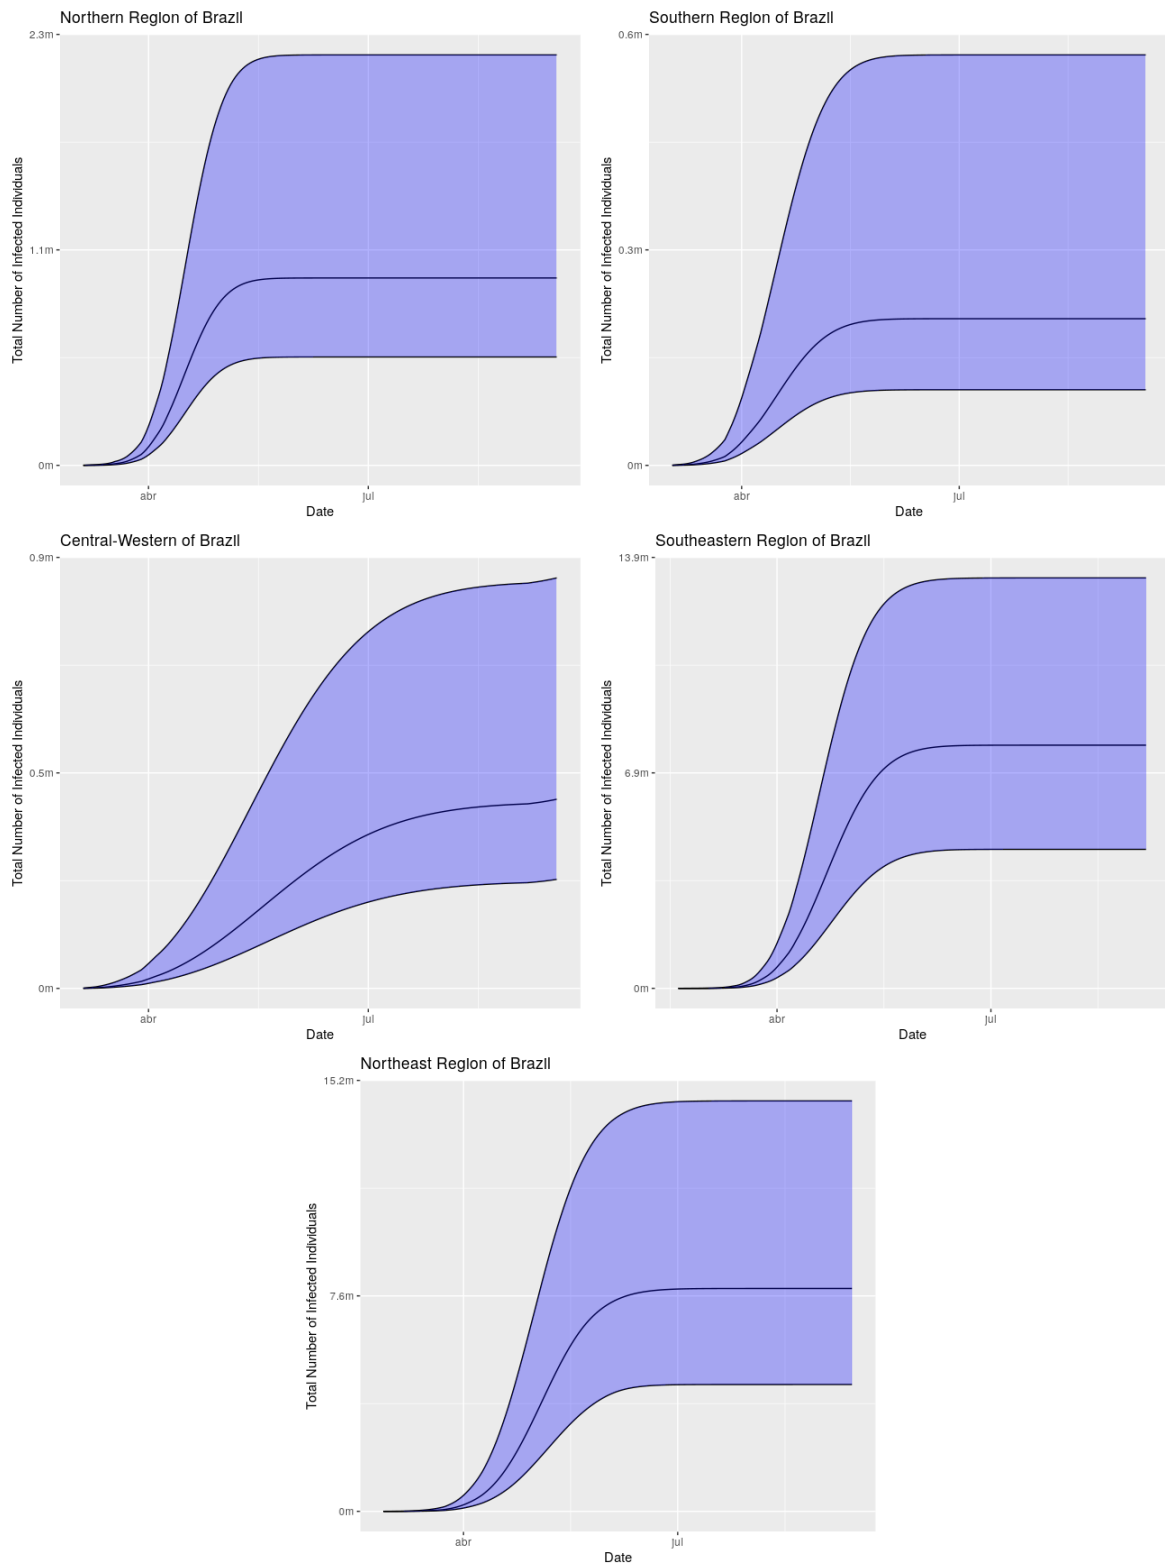 Northern Region of Brazil
Total Number of Infected Individuals
2.3m
1.1m
0m
abr
jul
Date
Southern Region of Brazil
Total Number of Infected Individuals
0.6m
0.3m
0m
abr
jul
Date
Central-Western of Brazil
Total Number of Infected Individuals
0.9m
0.5m
0m
abr
jul
Date
Southeastern Region of Brazil
Total Number of Infected Individuals
13.9m
6.9m
0m
abr
jul
Date
Northeast Region of Brazil
Total Number of Infected Individuals
15.2m
7.6m
0m
abr
jul
Date